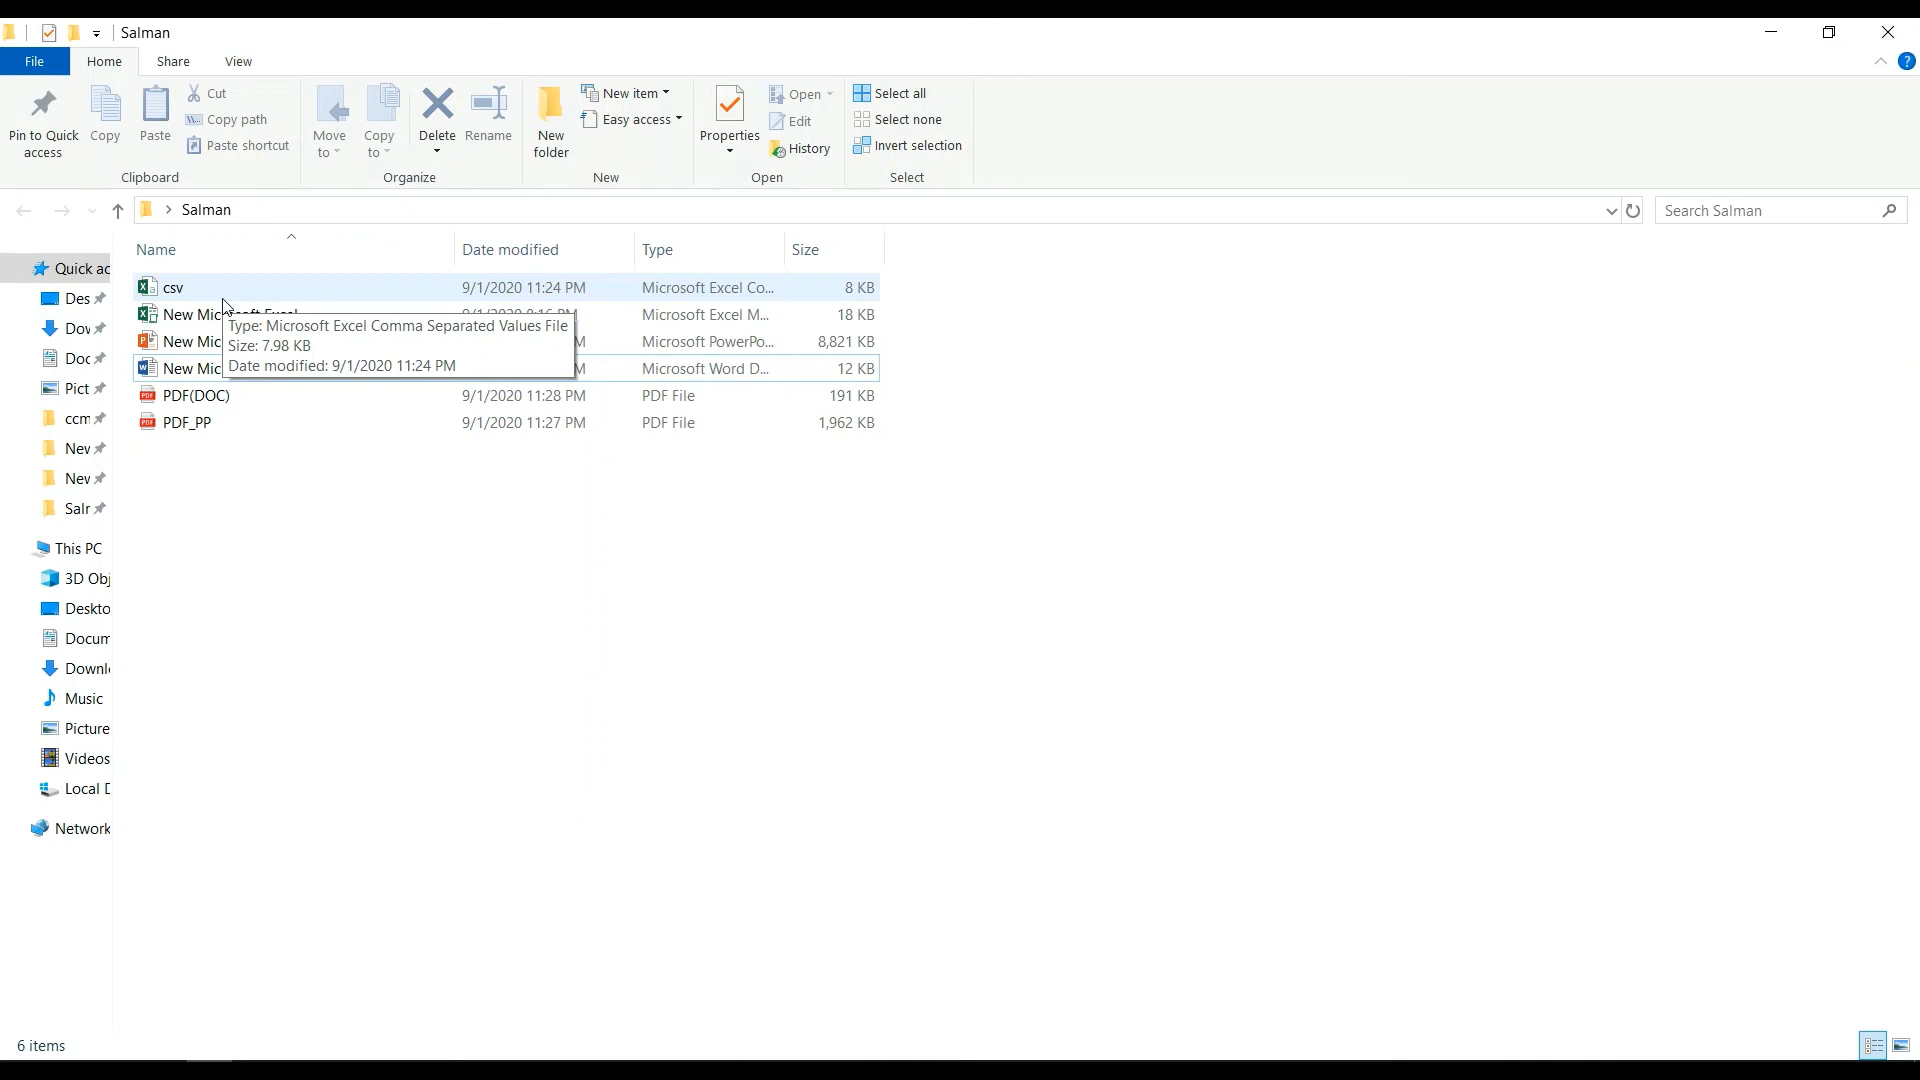 Salman
File Home Share View
Pin to Quick access
Copy
Paste
Cut
Copy path
Paste shortcut
Clipboard
Move to
Copy to
Delete
Rename
Organize
New folder
New item
Easy access
New
Properties
Open
Edit
History
Open
Select all
Select none
Invert selection
Select
Salman
Search Salman
Name Date modified Type Size
csv 9/1/2020 11:24 PM Microsoft Excel Co... 8 KB
New Mic Microsoft Excel M... 18 KB
New Mic M Microsoft PowerPo... 8,821 KB
New Mic M Microsoft Word D... 12 KB
PDF(DOC) 9/1/2020 11:28 PM PDF File 191 KB
PDF_PP 9/1/2020 11:27 PM PDF File 1,962 KB
Type: Microsoft Excel Comma Separated Values File
Size: 7.98 KB
Date modified: 9/1/2020 11:24 PM
Quick ac
Des
Dov
Doc
Pict
ccm
Nev
Nev
Salr
This PC
3D Obj
Deskto
Docum
Downl
Music
Picture
Videos
Local D
Network
6 items